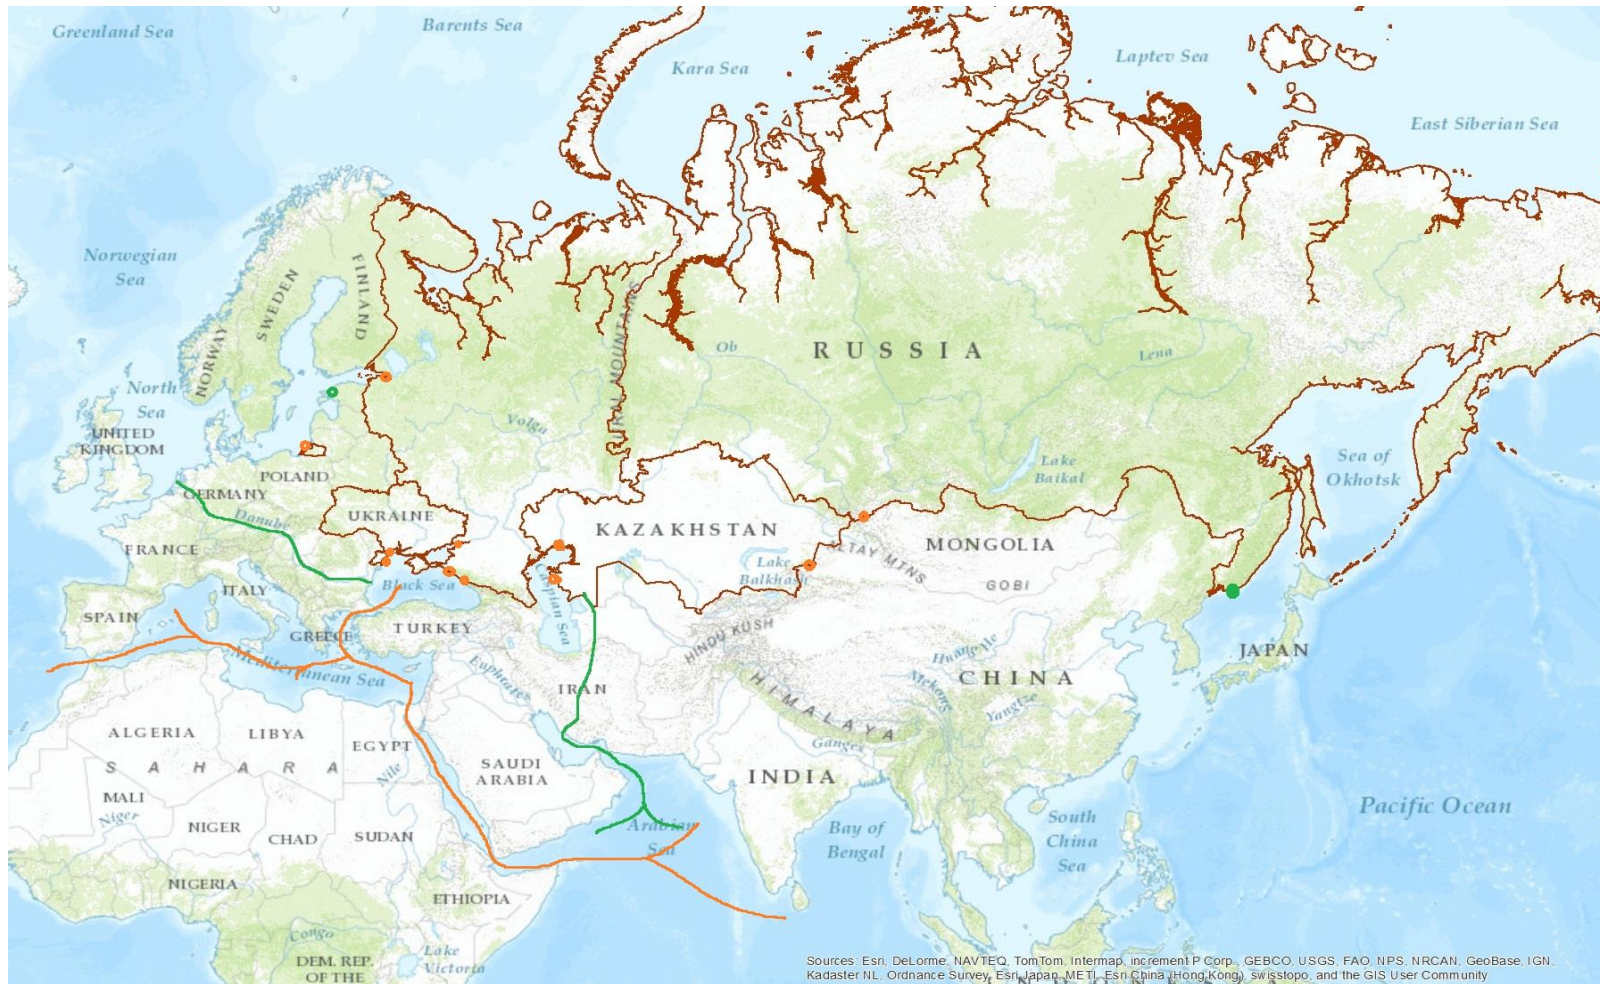 Greenland Sea
Barents Sea
Kara Sea
Laptev Sea
East Siberian Sea
Norwegian
Sea
SWEDEN
FINLAND
NORWAY
URAL MOUNTAINS
Ob
RUSSIA
Lena
North
Sea
Volga
UNITED
KINGDOM
POLAND
GERMANY
Danube
UKRAINE
FRANCE
KAZAKHSTAN
Lake
Balkhash
ALTAY MTNS
MONGOLIA
GOBI
Lake
Baikal
Sea of
Okhotsk
ITALY
SPAIN
Black Sea
Caspian Sea
GREECE
TURKEY
Mediterranean Sea
Euphrates
IRAN
HINDU KUSH
HIMALAYA
Huang He
Mekong
Yangtze
CHINA
JAPAN
ALGERIA
LIBYA
EGYPT
SAHARA
Nile
SAUDI
ARABIA
Ganges
INDIA
MALI
Niger
NIGER
CHAD
SUDAN
Arabian
Sea
Bay of
Bengal
South
China
Sea
Pacific Ocean
NIGERIA
ETHIOPIA
Congo
DEM. REP.
OF THE
Lake
Victoria
Sources: Esri, DeLorme, NAVTEQ, TomTom, Intermap, increment P Corp., GEBCO, USGS, FAO, NPS, NRCAN, GeoBase, IGN,
Kadaster NL, Ordnance Survey, Esri Japan, METI, Esri China (Hong Kong), swisstopo, and the GIS User Community